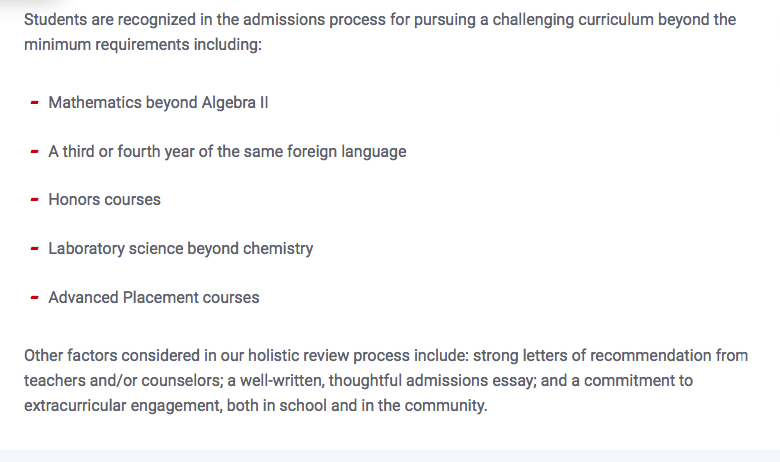 Students are recognized in the admissions process for pursuing a challenging curriculum beyond the
minimum requirements including:
- Mathematics beyond Algebra II
- A third or fourth year of the same foreign language
- Honors courses
- Laboratory science beyond chemistry
- Advanced Placement courses
Other factors considered in our holistic review process include: strong letters of recommendation from
teachers and/or counselors; a well-written, thoughtful admissions essay; and a commitment to
extracurricular engagement, both in school and in the community.